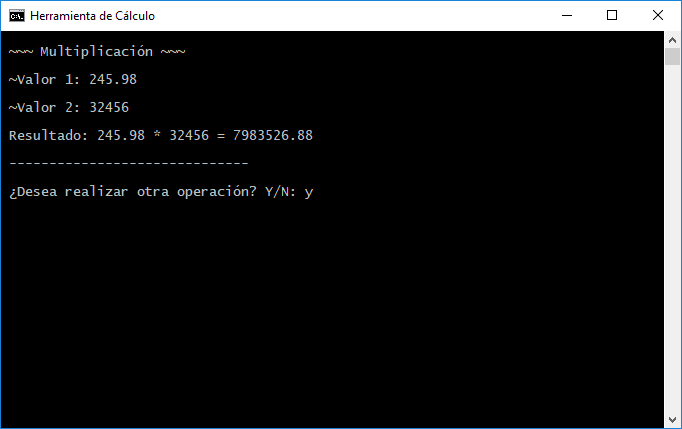 Herramienta de Cálculo
~~~ Multiplicación ~~~
~Valor 1: 245.98
~Valor 2: 32456
Resultado: 245.98 * 32456 = 7983526.88
------------------------------
¿Desea realizar otra operación? Y/N: y